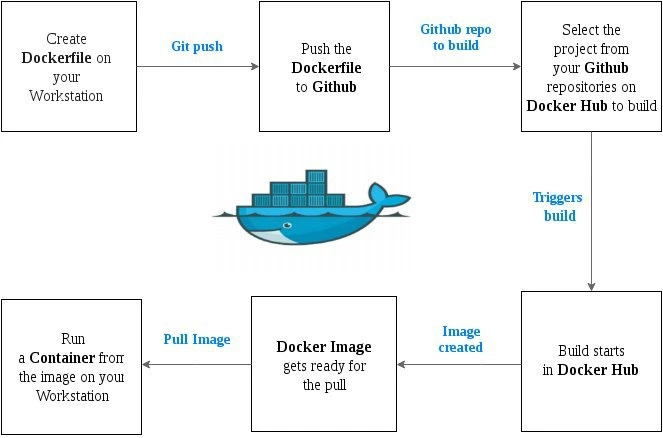 Create
Dockerfile on
your
Workstation
Git push
Push the
Dockerfile
to Github
Github repo
to build
Select the
project from
your Github
repositories on
Docker Hub to build
Triggers
build
Build starts
in Docker Hub
Image
created
Docker Image
gets ready for
the pull
Pull Image
Run
a Container from
the image on your
Workstation